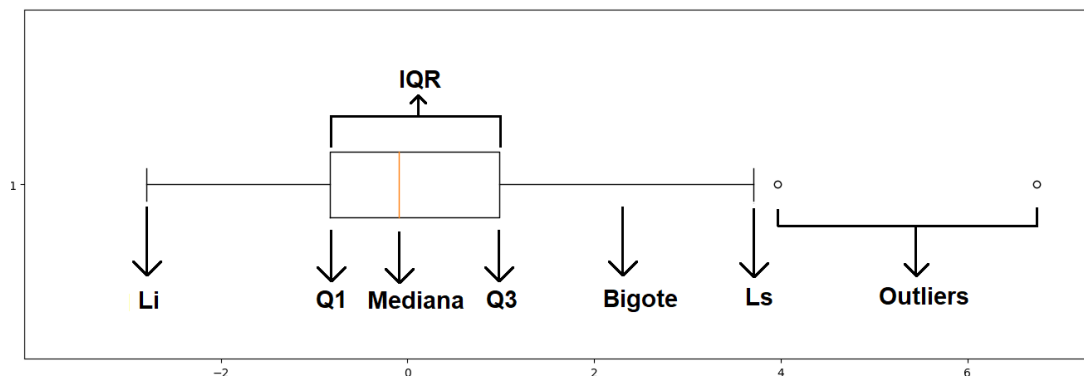 IQR
1
Li
Q1
Mediana
Q3
Bigote
Ls
Outliers
−2
0
2
4
6